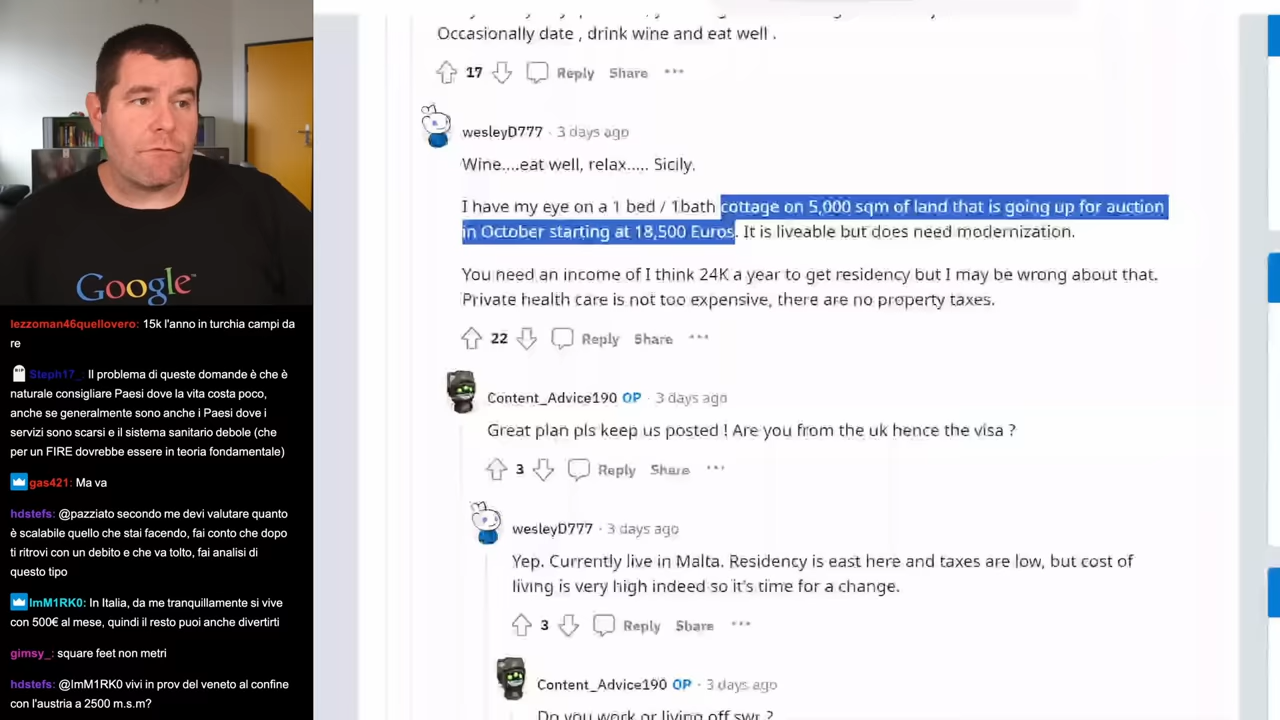 Google™
lezzoman46quellovero: 15k l'anno in turchia campi da
re
Steph17_: Il problema di queste domande è che è
naturale consigliare Paesi dove la vita costa poco,
anche se generalmente sono anche i Paesi dove i
servizi sono scarsi e il sistema sanitario debole (che
per un FIRE dovrebbe essere in teoria fondamentale)
gas421: Ma va
hdstefs: @pazziato secondo me devi valutare quanto
è scalabile quello che stai facendo, fai conto che dopo
ti ritrovi con un debito e che va tolto, fai analisi di
questo tipo
ImM1RK0: In Italia, da me tranquillamente si vive
con 500€ al mese, quindi il resto puoi anche divertirti
gimsy_: square feet non metri
hdstefs: @ImM1RK0 vivi in prov del veneto al confine
con l'austria a 2500 m.s.m?
Occasionally date , drink wine and eat well .
17 Reply Share ···
wesleyD777 · 3 days ago
Wine....eat well, relax..... Sicily.
I have my eye on a 1 bed / 1bath cottage on 5,000 sqm of land that is going up for auction
in October starting at 18,500 Euros. It is liveable but does need modernization.
You need an income of I think 24K a year to get residency but I may be wrong about that.
Private health care is not too expensive, there are no property taxes.
22 Reply Share ···
Content_Advice190 OP · 3 days ago
Great plan pls keep us posted ! Are you from the uk hence the visa ?
3 Reply Share ···
wesleyD777 · 3 days ago
Yep. Currently live in Malta. Residency is east here and taxes are low, but cost of
living is very high indeed so it's time for a change.
3 Reply Share ···
Content_Advice190 OP · 3 days ago
Do you work or living off swr ?